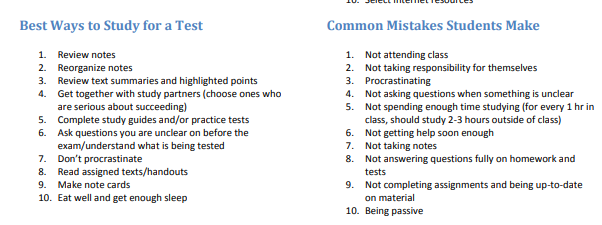 10. Select internet resources
Best Ways to Study for a Test
1. Review notes
2. Reorganize notes
3. Review text summaries and highlighted points
4. Get together with study partners (choose ones who
are serious about succeeding)
5. Complete study guides and/or practice tests
6. Ask questions you are unclear on before the
exam/understand what is being tested
7. Don’t procrastinate
8. Read assigned texts/handouts
9. Make note cards
10. Eat well and get enough sleep
Common Mistakes Students Make
1. Not attending class
2. Not taking responsibility for themselves
3. Procrastinating
4. Not asking questions when something is unclear
5. Not spending enough time studying (for every 1 hr in
class, should study 2-3 hours outside of class)
6. Not getting help soon enough
7. Not taking notes
8. Not answering questions fully on homework and
tests
9. Not completing assignments and being up-to-date
on material
10. Being passive